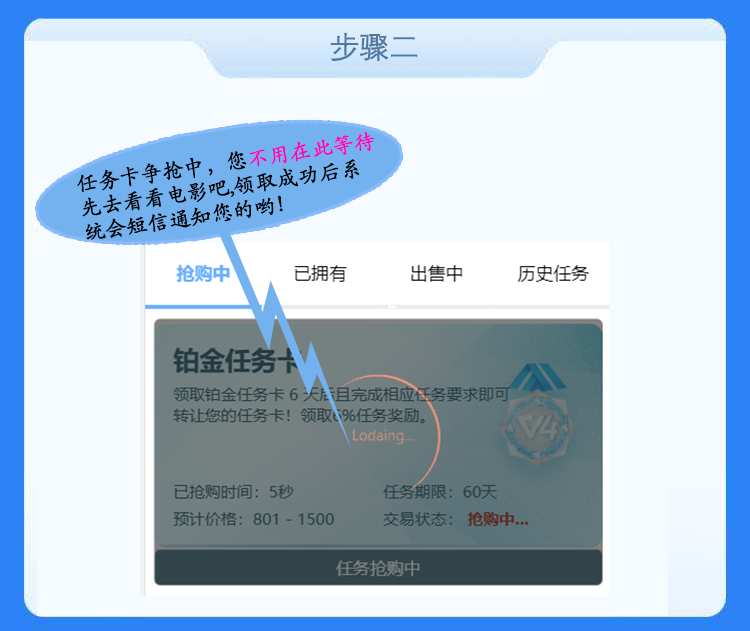 步骤二
任务卡争抢中，您不用在此等待
先去看看电影吧,领取成功后系
统会短信通知您的哟!
抢购中 已拥有 出售中 历史任务
铂金任务卡
领取铂金任务卡 6 天后且完成相应任务要求即可
转让您的任务卡！领取6%任务奖励。
V4
Lodaing...
已抢购时间：5秒 任务期限：60天
预计价格：801 - 1500 交易状态：抢购中...
任务抢购中